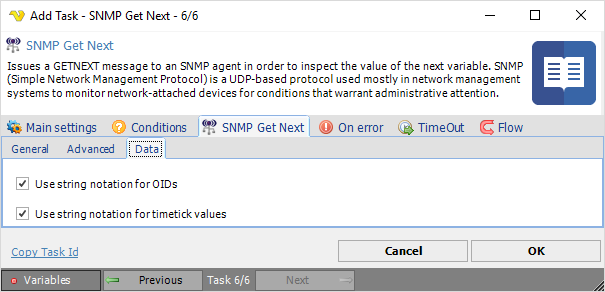 Add Task - SNMP Get Next - 6/6
SNMP Get Next
Issues a GETNEXT message to an SNMP agent in order to inspect the value of the next variable. SNMP
(Simple Network Management Protocol) is a UDP-based protocol used mostly in network management
systems to monitor network-attached devices for conditions that warrant administrative attention.
Main settings Conditions SNMP Get Next On error TimeOut Flow
General Advanced Data
Use string notation for OIDs
Use string notation for timetick values
Copy Task Id Cancel OK
Variables Previous Task 6/6 Next